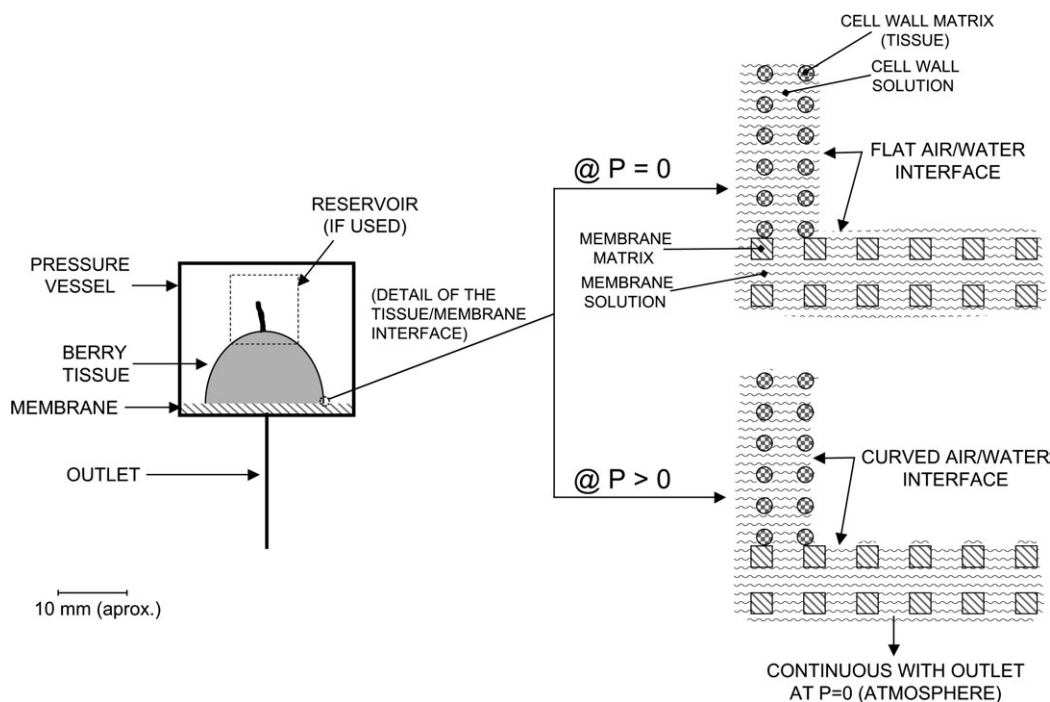 CELL WALL MATRIX
(TISSUE)
CELL WALL
SOLUTION
@ P = 0
FLAT AIR/WATER
INTERFACE
RESERVOIR
(IF USED)
MEMBRANE
MATRIX
PRESSURE
VESSEL
MEMBRANE
SOLUTION
(DETAIL OF THE
TISSUE/MEMBRANE
INTERFACE)
BERRY
TISSUE
MEMBRANE
OUTLET
@ P > 0
CURVED AIR/WATER
INTERFACE
10 mm (aprox.)
CONTINUOUS WITH OUTLET
AT P=0 (ATMOSPHERE)